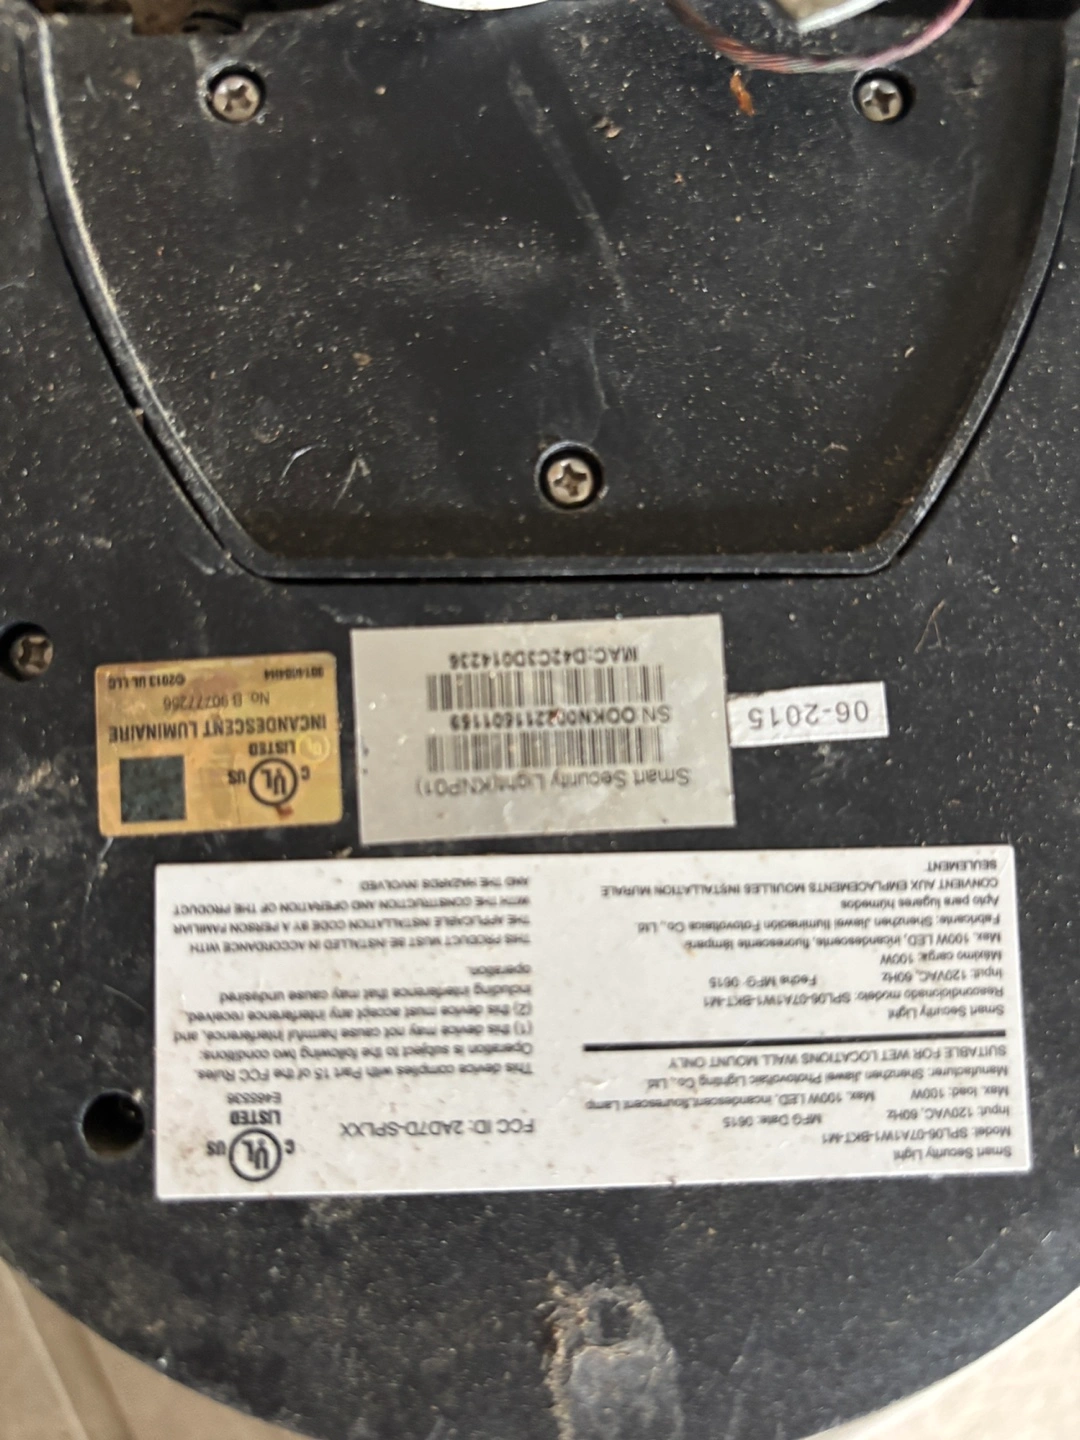 Smart Security Light
Model: SPL06-07A1W1-BKT-M1
Input: 120VAC, 60Hz MFG Date: 0615
Max. load: 100W Max. 100W LED, incandescent, flourescent Lamp
Manufacturer: Shenzhen Jiawei Photovoltaic Lighting Co., Ltd.
SUITABLE FOR WET LOCATIONS WALL MOUNT ONLY
Smart Security Light
Reacondicionado modelo: SPL06-07A1W1-BKT-M1
Input: 120VAC, 60Hz Fecha MFG: 0615
Máximo carga: 100W
Max. 100W LED, incandescente, fluorescente lámpara
Fabricante: Shenzhen Jiawei Iluminacion Fotovoltaica Co., Ltd.
Apto para lugares húmedos
CONVIENT AUX EMPLACEMENTS MOUILLES INSTALLATION MURALE
SEULEMENT
FCC ID: 2AD7D-SPLXX
C UL US
LISTED
E465536
This device complies with Part 15 of the FCC Rules.
Operation is subject to the following two conditions:
(1) this device may not cause harmful interference, and
(2) this device must accept any interference received,
including interference that may cause undesired
operation.
THIS PRODUCT MUST BE INSTALLED IN ACCORDANCE WITH
THE APPLICABLE INSTALLATION CODE BY A PERSON FAMILIAR
WITH THE CONSTRUCTION AND OPERATION OF THE PRODUCT
AND THE HAZARDS INVOLVED
06-2015
Smart Security Light(KNP01)
SN OOKN002211601169
MAC:D42C3D014236
C UL US
LISTED
INCANDESCENT LUMINAIRE
No. B 90777256
©2013 UL LLC